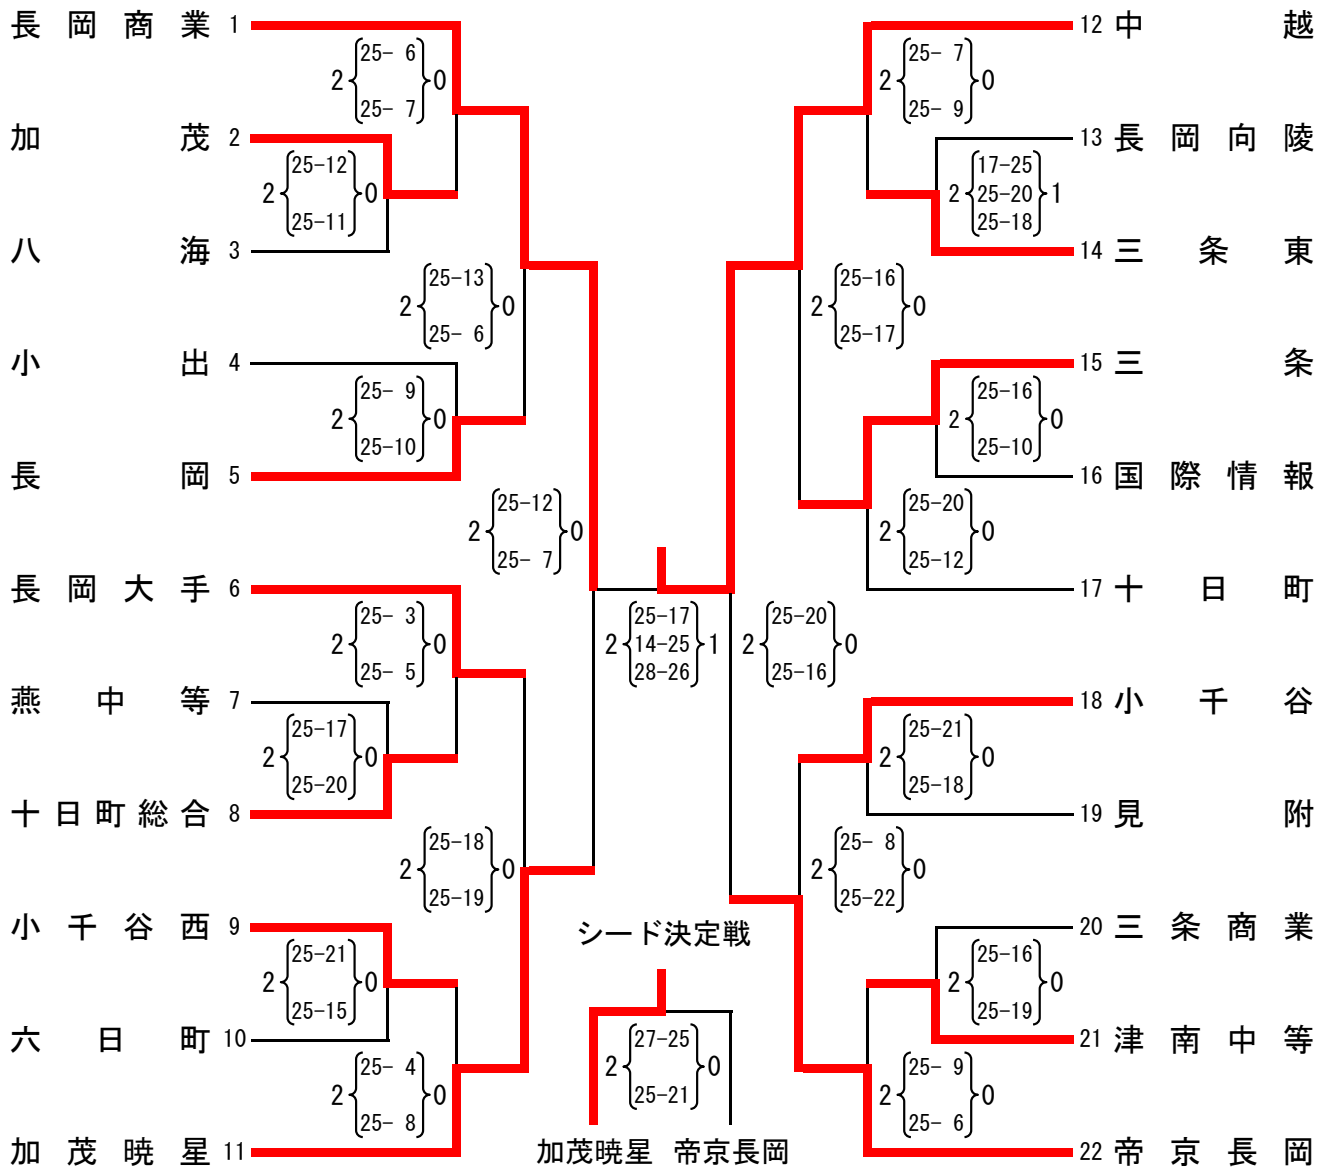 長岡商業 1
25- 6
2 0
25- 7
加茂 2
25-12
2 0
25-11
八海 3
25-13
2 0
25- 6
小出 4
25- 9
2 0
25-10
長岡 5
25-12
2 0
25- 7
長岡大手 6
25- 3
2 0
25- 5
燕中等 7
25-17
2 0
25-20
十日町総合 8
25-18
2 0
25-19
小千谷西 9
25-21
2 0
25-15
六日町 10
25- 4
2 0
25- 8
加茂暁星 11
25-17
2 14-25 1
28-26
12 中越
25- 7
2 0
25- 9
13 長岡向陵
17-25
2 25-20 1
25-18
14 三条東
25-16
2 0
25-17
15 三条
25-16
2 0
25-10
16 国際情報
25-20
2 0
25-12
17 十日町
25-20
2 0
25-16
18 小千谷
25-21
2 0
25-18
19 見附
25- 8
2 0
25-22
20 三条商業
25-16
2 0
25-19
21 津南中等
25- 9
2 0
25- 6
22 帝京長岡
シード決定戦
27-25
2 0
25-21
加茂暁星 帝京長岡